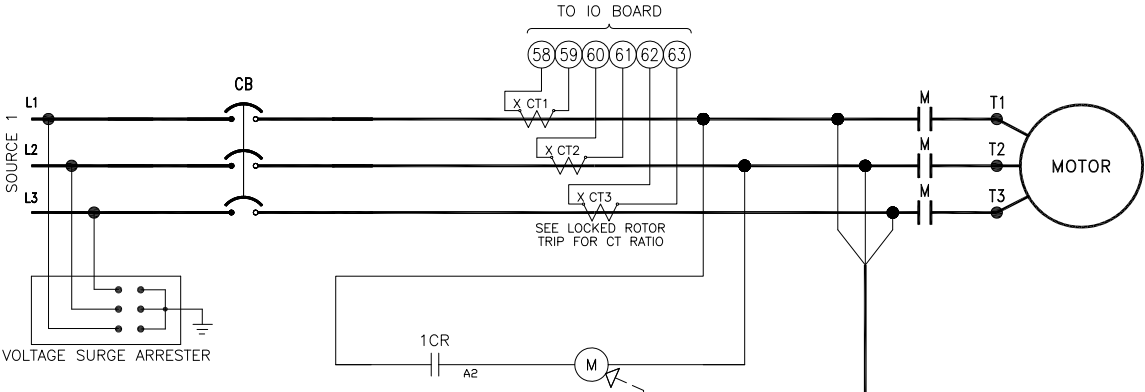 TO IO BOARD
58 59 60 61 62 63
CB
L1
X CT1
M
T1
SOURCE 1
L2
X CT2
M
T2
MOTOR
L3
X CT3
M
T3
SEE LOCKED ROTOR
TRIP FOR CT RATIO
VOLTAGE SURGE ARRESTER
1CR
A2
M